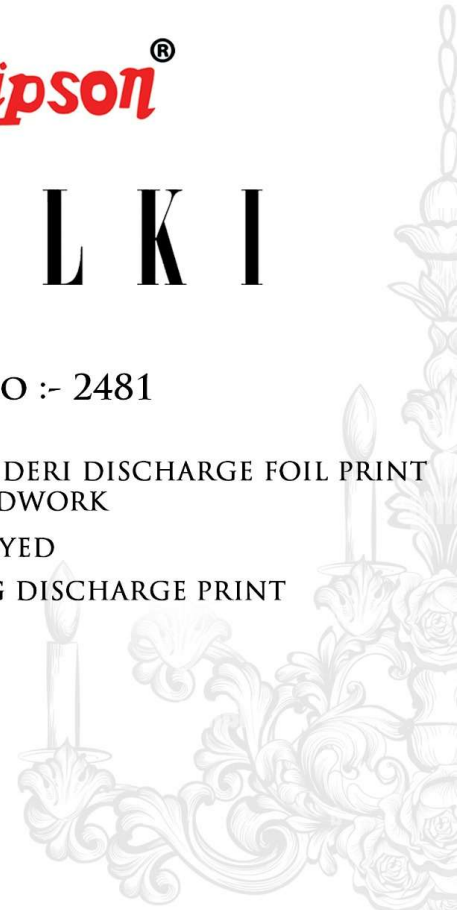 ipson®
L K I
O :- 2481
DERI DISCHARGE FOIL PRINT
DWORK
YED
G DISCHARGE PRINT